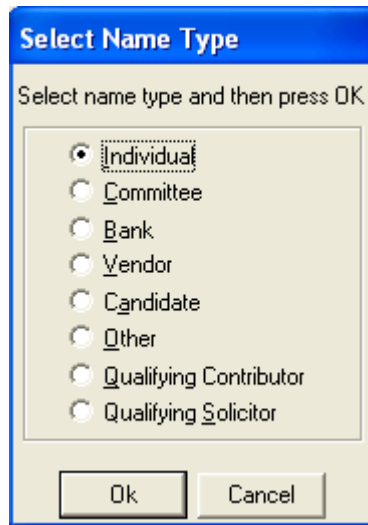 Select Name Type
Select name type and then press OK
Individual
Committee
Bank
Vendor
Candidate
Other
Qualifying Contributor
Qualifying Solicitor
Ok Cancel